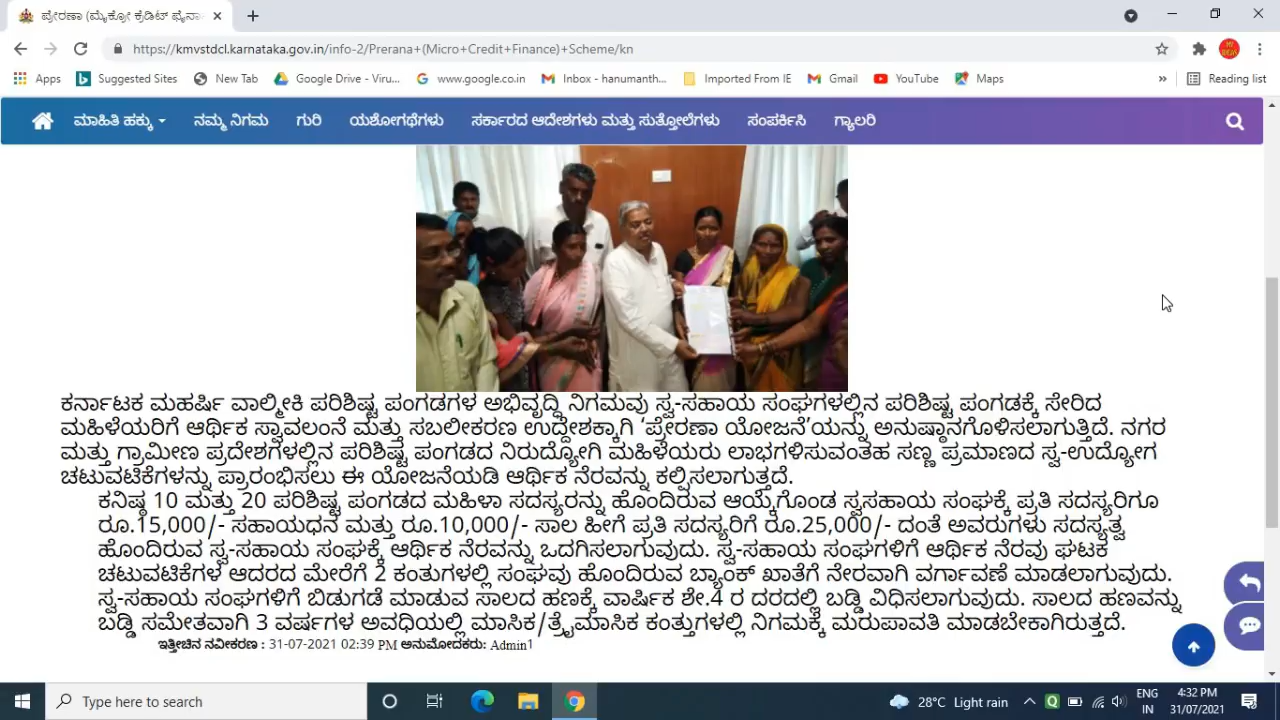 ಪ್ರೇರಣಾ (ಮೈಕ್ರೋ ಕ್ರೆಡಿಟ್ ಫೈನಾ
https://kmvstdcl.karnataka.gov.in/info-2/Prerana+(Micro+Credit+Finance)+Scheme/kn
Apps Suggested Sites New Tab Google Drive - Viru... www.google.co.in Inbox - hanumanth... Imported From IE Gmail YouTube Maps » Reading list
ಮಾಹಿತಿ ಹಕ್ಕು ನಮ್ಮ ನಿಗಮ ಗುರಿ ಯಶೋಗಥೆಗಳು ಸರ್ಕಾರದ ಆದೇಶಗಳು ಮತ್ತು ಸುತ್ತೋಲೆಗಳು ಸಂಪರ್ಕಿಸಿ ಗ್ಯಾಲರಿ
ಕರ್ನಾಟಕ ಮಹರ್ಷಿ ವಾಲ್ಮೀಕಿ ಪರಿಶಿಷ್ಟ ಪಂಗಡಗಳ ಅಭಿವೃದ್ಧಿ ನಿಗಮವು ಸ್ವ-ಸಹಾಯ ಸಂಘಗಳಲ್ಲಿನ ಪರಿಶಿಷ್ಟ ಪಂಗಡಕ್ಕೆ ಸೇರಿದ
ಮಹಿಳೆಯರಿಗೆ ಆರ್ಥಿಕ ಸ್ವಾವಲಂನೆ ಮತ್ತು ಸಬಲೀಕರಣ ಉದ್ದೇಶಕ್ಕಾಗಿ ‘ಪ್ರೇರಣಾ ಯೋಜನೆ’ಯನ್ನು ಅನುಷ್ಠಾನಗೊಳಿಸಲಾಗುತ್ತಿದೆ. ನಗರ
ಮತ್ತು ಗ್ರಾಮೀಣ ಪ್ರದೇಶಗಳಲ್ಲಿನ ಪರಿಶಿಷ್ಟ ಪಂಗಡದ ನಿರುದ್ಯೋಗಿ ಮಹಿಳೆಯರು ಲಾಭಗಳಿಸುವಂತಹ ಸಣ್ಣ ಪ್ರಮಾಣದ ಸ್ವ-ಉದ್ಯೋಗ
ಚಟುವಟಿಕೆಗಳನ್ನು ಪ್ರಾರಂಭಿಸಲು ಈ ಯೋಜನೆಯಡಿ ಆರ್ಥಿಕ ನೆರವನ್ನು ಕಲ್ಪಿಸಲಾಗುತ್ತದೆ.
ಕನಿಷ್ಠ 10 ಮತ್ತು 20 ಪರಿಶಿಷ್ಟ ಪಂಗಡದ ಮಹಿಳಾ ಸದಸ್ಯರನ್ನು ಹೊಂದಿರುವ ಆಯ್ಕೆಗೊಂಡ ಸ್ವಸಹಾಯ ಸಂಘಕ್ಕೆ ಪ್ರತಿ ಸದಸ್ಯರಿಗೂ
ರೂ.15,000/- ಸಹಾಯಧನ ಮತ್ತು ರೂ.10,000/- ಸಾಲ ಹೀಗೆ ಪ್ರತಿ ಸದಸ್ಯರಿಗೆ ರೂ.25,000/- ದಂತೆ ಅವರುಗಳು ಸದಸ್ಯತ್ವ
ಹೊಂದಿರುವ ಸ್ವ-ಸಹಾಯ ಸಂಘಕ್ಕೆ ಆರ್ಥಿಕ ನೆರವನ್ನು ಒದಗಿಸಲಾಗುವುದು. ಸ್ವ-ಸಹಾಯ ಸಂಘಗಳಿಗೆ ಆರ್ಥಿಕ ನೆರವು ಘಟಕ
ಚಟುವಟಿಕೆಗಳ ಆದರದ ಮೇರೆಗೆ 2 ಕಂತುಗಳಲ್ಲಿ ಸಂಘವು ಹೊಂದಿರುವ ಬ್ಯಾಂಕ್ ಖಾತೆಗೆ ನೇರವಾಗಿ ವರ್ಗಾವಣೆ ಮಾಡಲಾಗುವುದು.
ಸ್ವ-ಸಹಾಯ ಸಂಘಗಳಿಗೆ ಬಿಡುಗಡೆ ಮಾಡುವ ಸಾಲದ ಹಣಕ್ಕೆ ವಾರ್ಷಿಕ ಶೇ.4 ರ ದರದಲ್ಲಿ ಬಡ್ಡಿ ವಿಧಿಸಲಾಗುವುದು. ಸಾಲದ ಹಣವನ್ನು
ಬಡ್ಡಿ ಸಮೇತವಾಗಿ 3 ವರ್ಷಗಳ ಅವಧಿಯಲ್ಲಿ ಮಾಸಿಕ/ತ್ರೈಮಾಸಿಕ ಕಂತ್ತುಗಳಲ್ಲಿ ನಿಗಮಕ್ಕೆ ಮರುಪಾವತಿ ಮಾಡಬೇಕಾಗಿರುತ್ತದೆ.
ಇತ್ತೀಚಿನ ನವೀಕರಣ : 31-07-2021 02:39 PM ಅನುಮೋದಕರು: Admin1
Type here to search 28°C Light rain ENG 4:32 PM
IN 31/07/2021